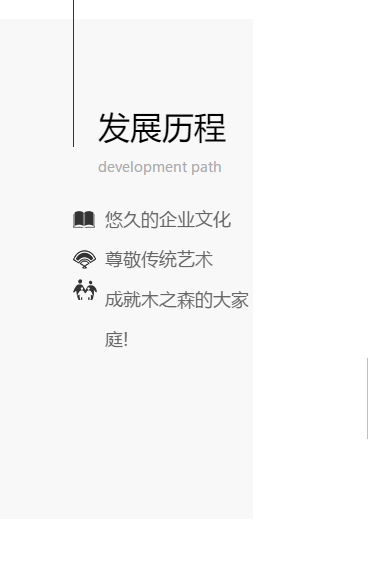 发展历程
development path
悠久的企业文化
尊敬传统艺术
成就木之森的大家
庭!